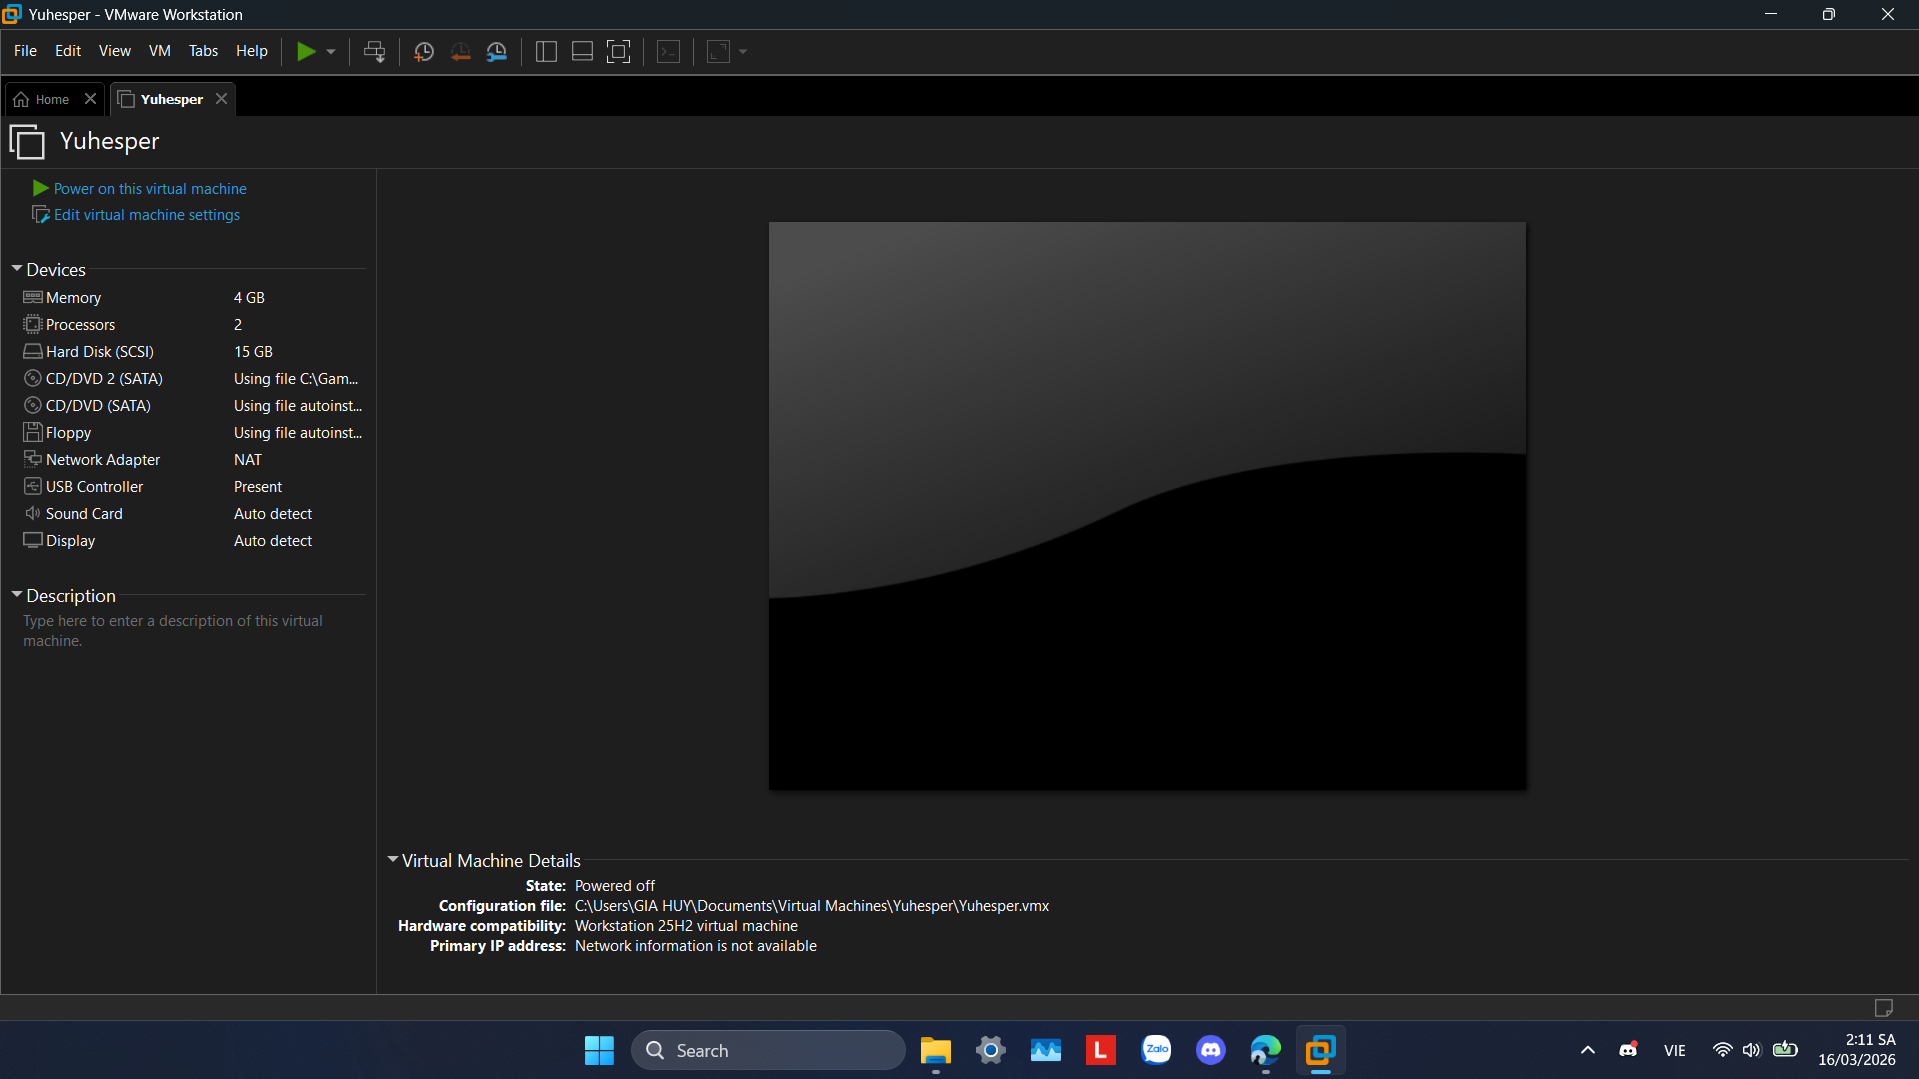 Yuhesper - VMware Workstation
File Edit View VM Tabs Help
Home Yuhesper
Yuhesper
Power on this virtual machine
Edit virtual machine settings
Devices
Memory 4 GB
Processors 2
Hard Disk (SCSI) 15 GB
CD/DVD 2 (SATA) Using file C:\Gam...
CD/DVD (SATA) Using file autoinst...
Floppy Using file autoinst...
Network Adapter NAT
USB Controller Present
Sound Card Auto detect
Display Auto detect
Description
Type here to enter a description of this virtual
machine.
Virtual Machine Details
State: Powered off
Configuration file: C:\Users\GIA HUY\Documents\Virtual Machines\Yuhesper\Yuhesper.vmx
Hardware compatibility: Workstation 25H2 virtual machine
Primary IP address: Network information is not available
Search
L
Zalo
VIE
2:11 SA
16/03/2026